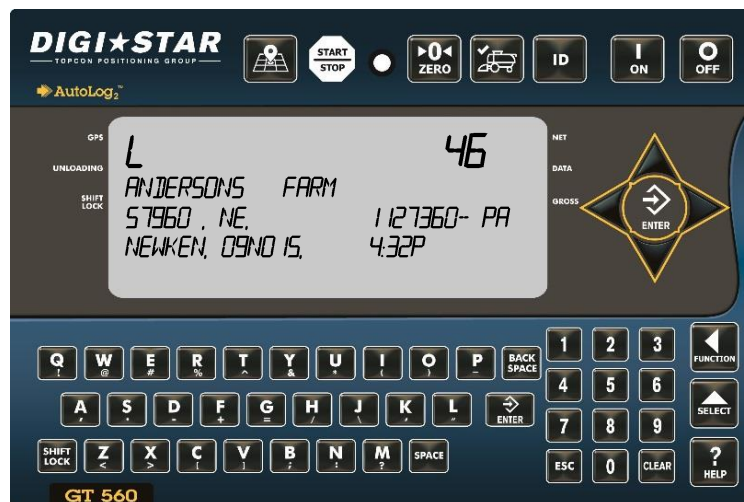 DIGI★STAR
TOPCON POSITIONING GROUP
START
STOP
▶0◀
ZERO
ID
I
ON
O
OFF
AutoLog2™
GPS
UNLOADING
SHIFT
LOCK
L 46
ANDERSONS FARM
57960 , NE, 1127360-- PA
NEWKEN, 09NO 15, 4:32P
NET
DATA
GROSS
ENTER
Q ! W @ E # R % T ^ Y & U * I ( O ) P _ BACK SPACE
A , S . D - F + G = H / J \ K ' L " ENTER
SHIFT LOCK Z < X > C [ V ] B ; N : M ? SPACE
1 2 3 FUNCTION
4 5 6 SELECT
7 8 9
ESC 0 CLEAR ? HELP
GT 560